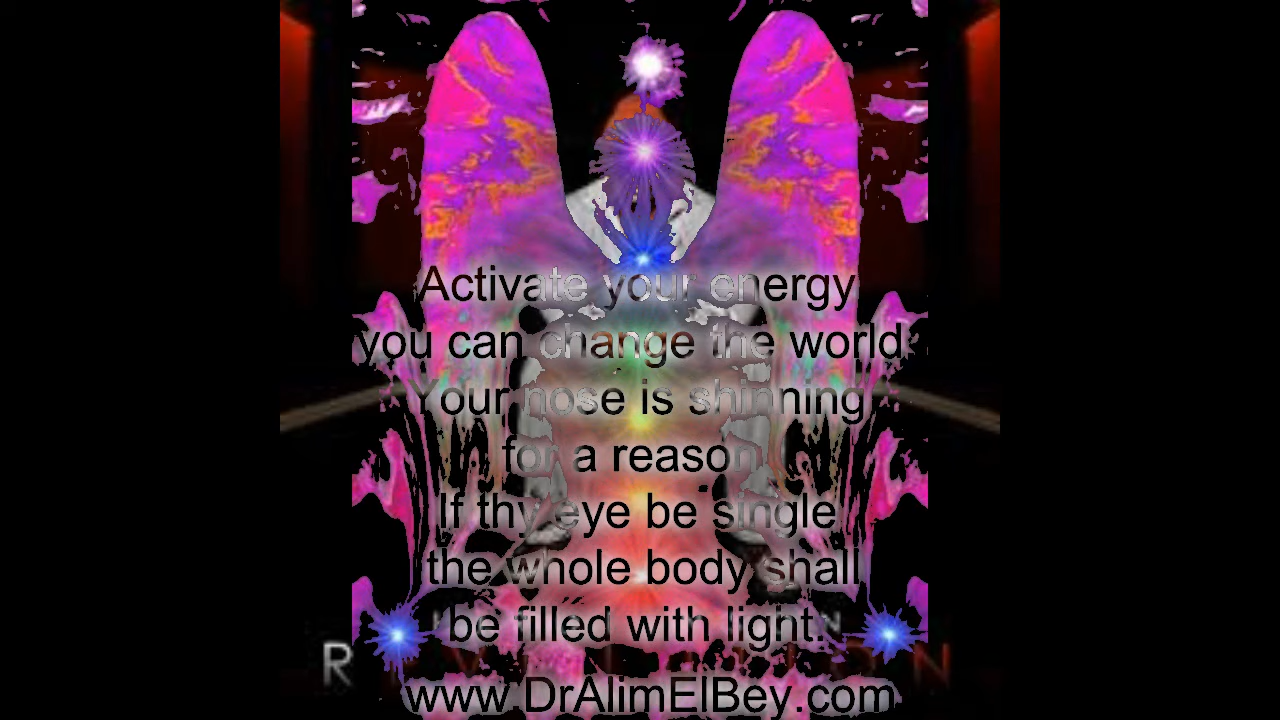 Activate your energy
you can change the world
Your nose is shinning
for a reason
If thy eye be single
the whole body shall
be filled with light.
www.DrAlimElBey.com